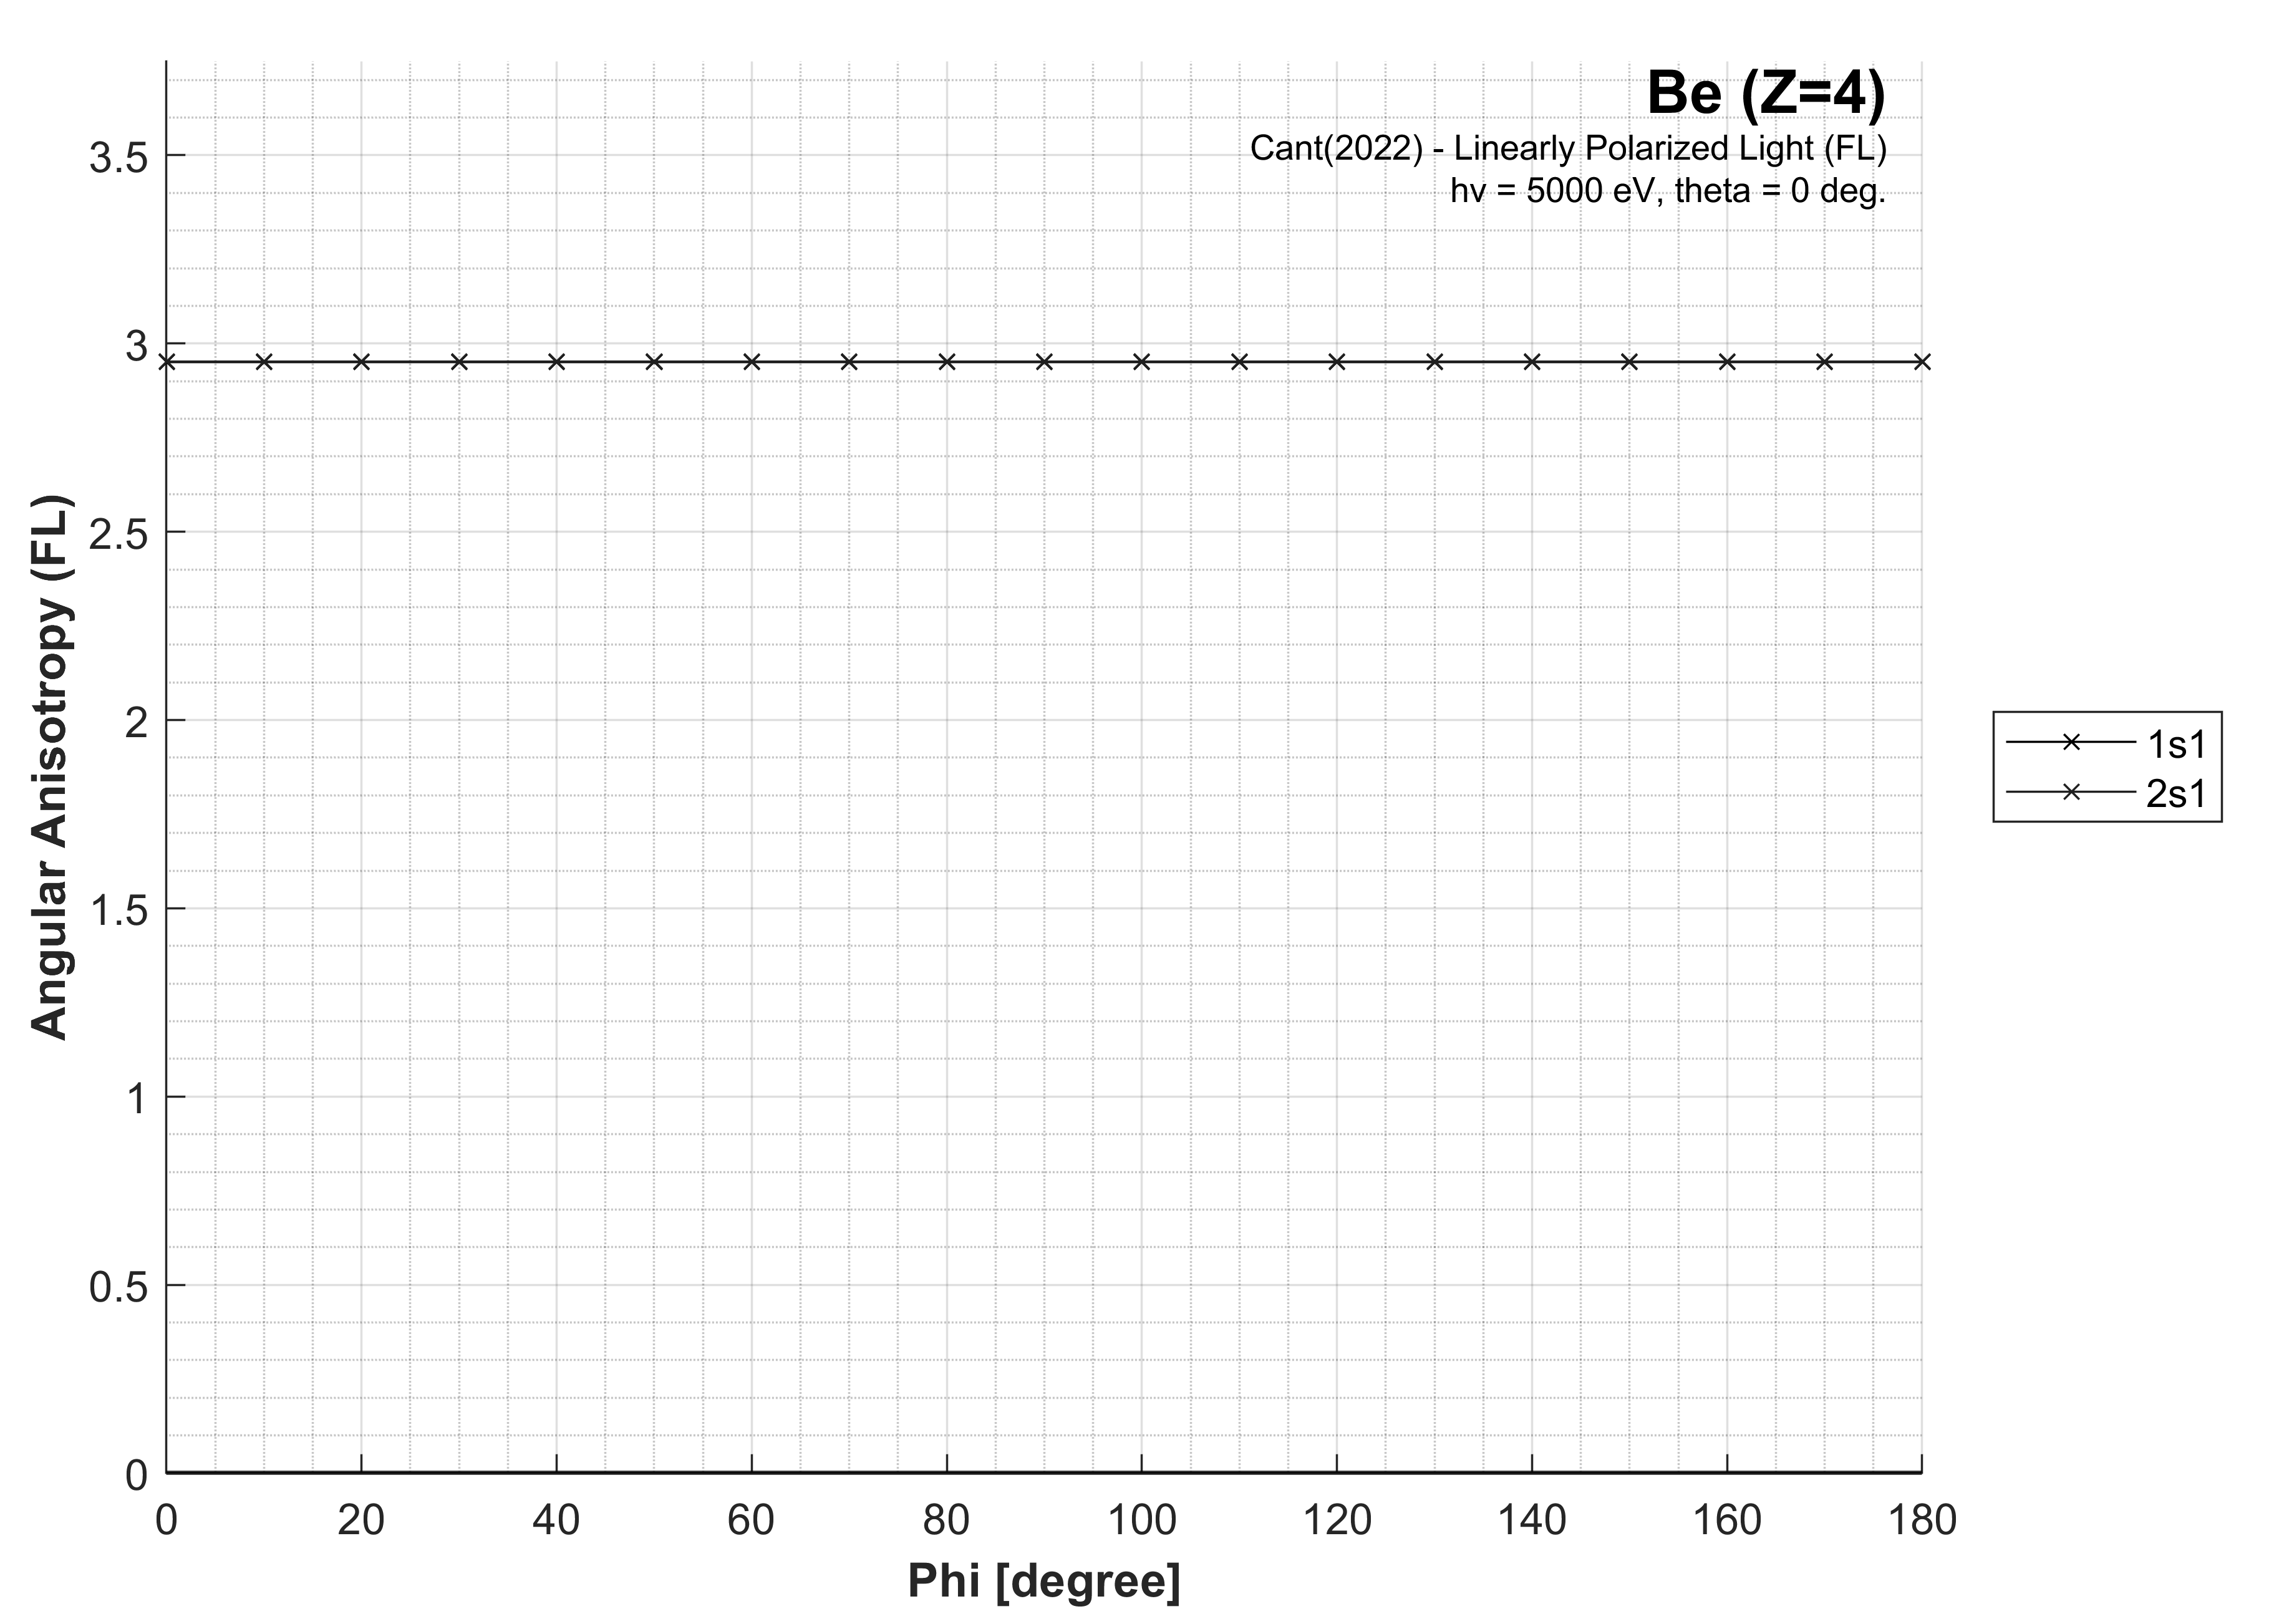 Be (Z=4)
Cant(2022) - Linearly Polarized Light (FL)
hv = 5000 eV, theta = 0 deg.
Angular Anisotropy (FL)
3.5
3
2.5
2
1.5
1
0.5
0
0 20 40 60 80 100 120 140 160 180
Phi [degree]
1s1
2s1